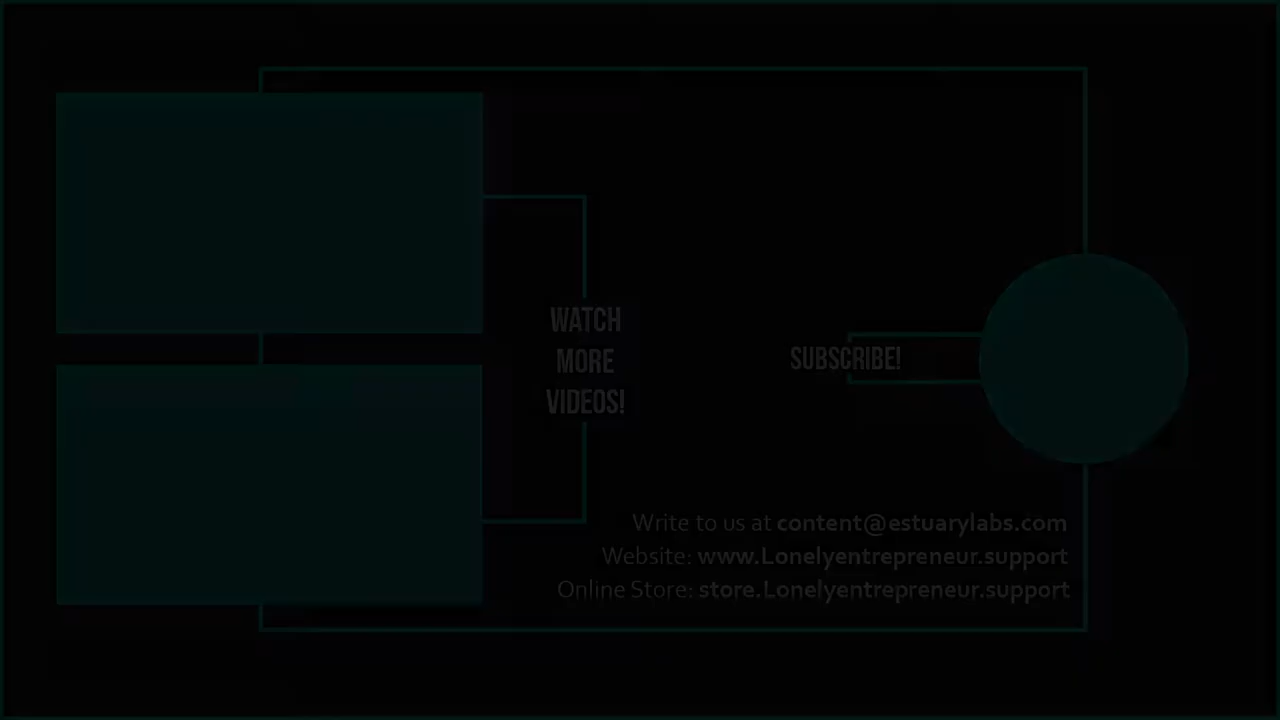 WATCH
MORE
VIDEOS!
SUBSCRIBE!
Write to us at content@estuarylabs.com
Website: www.Lonelyentrepreneur.support
Online Store: store.Lonelyentrepreneur.support